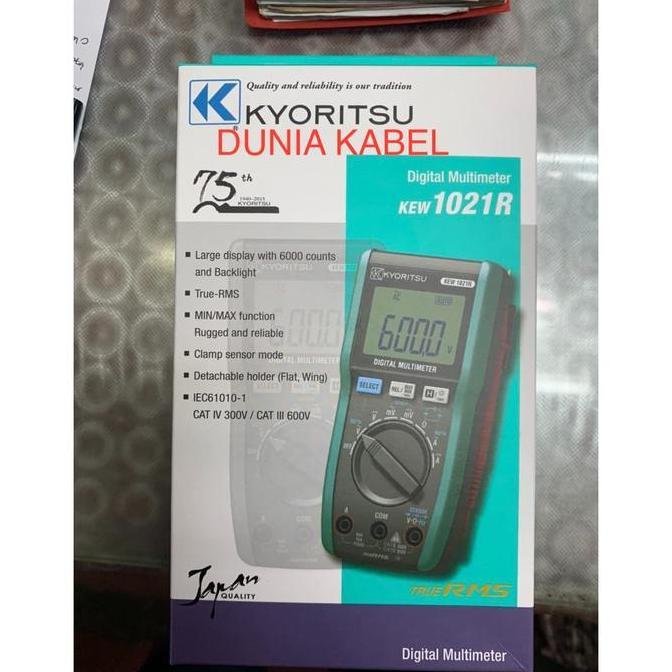 Quality and reliability is our tradition
KYORITSU
DUNIA KABEL
75th
1940-2015
KYORITSU
Digital Multimeter
KEW 1021R
Large display with 6000 counts
and Backlight
True-RMS
MIN/MAX function
Rugged and reliable
Clamp sensor mode
Detachable holder (Flat, Wing)
IEC61010-1
CAT IV 300V / CAT III 600V
KYORITSU
KEW 1021R
AUTO
600.0 V
DIGITAL MULTIMETER
SELECT
A
COM
V·Ω·Hz
Japan
QUALITY
TRUE RMS
Digital Multimeter